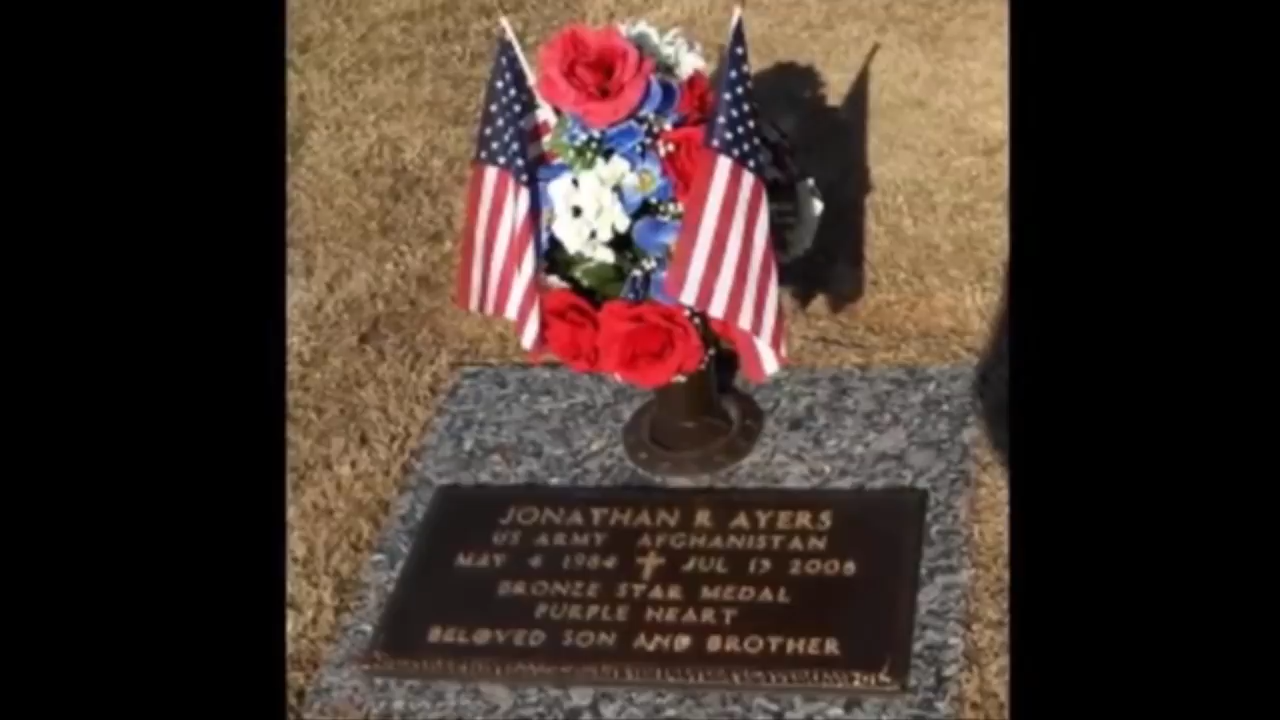 JONATHAN R AYERS
US ARMY AFGHANISTAN
MAY 4 1984 JUL 13 2008
BRONZE STAR MEDAL
PURPLE HEART
BELOVED SON AND BROTHER